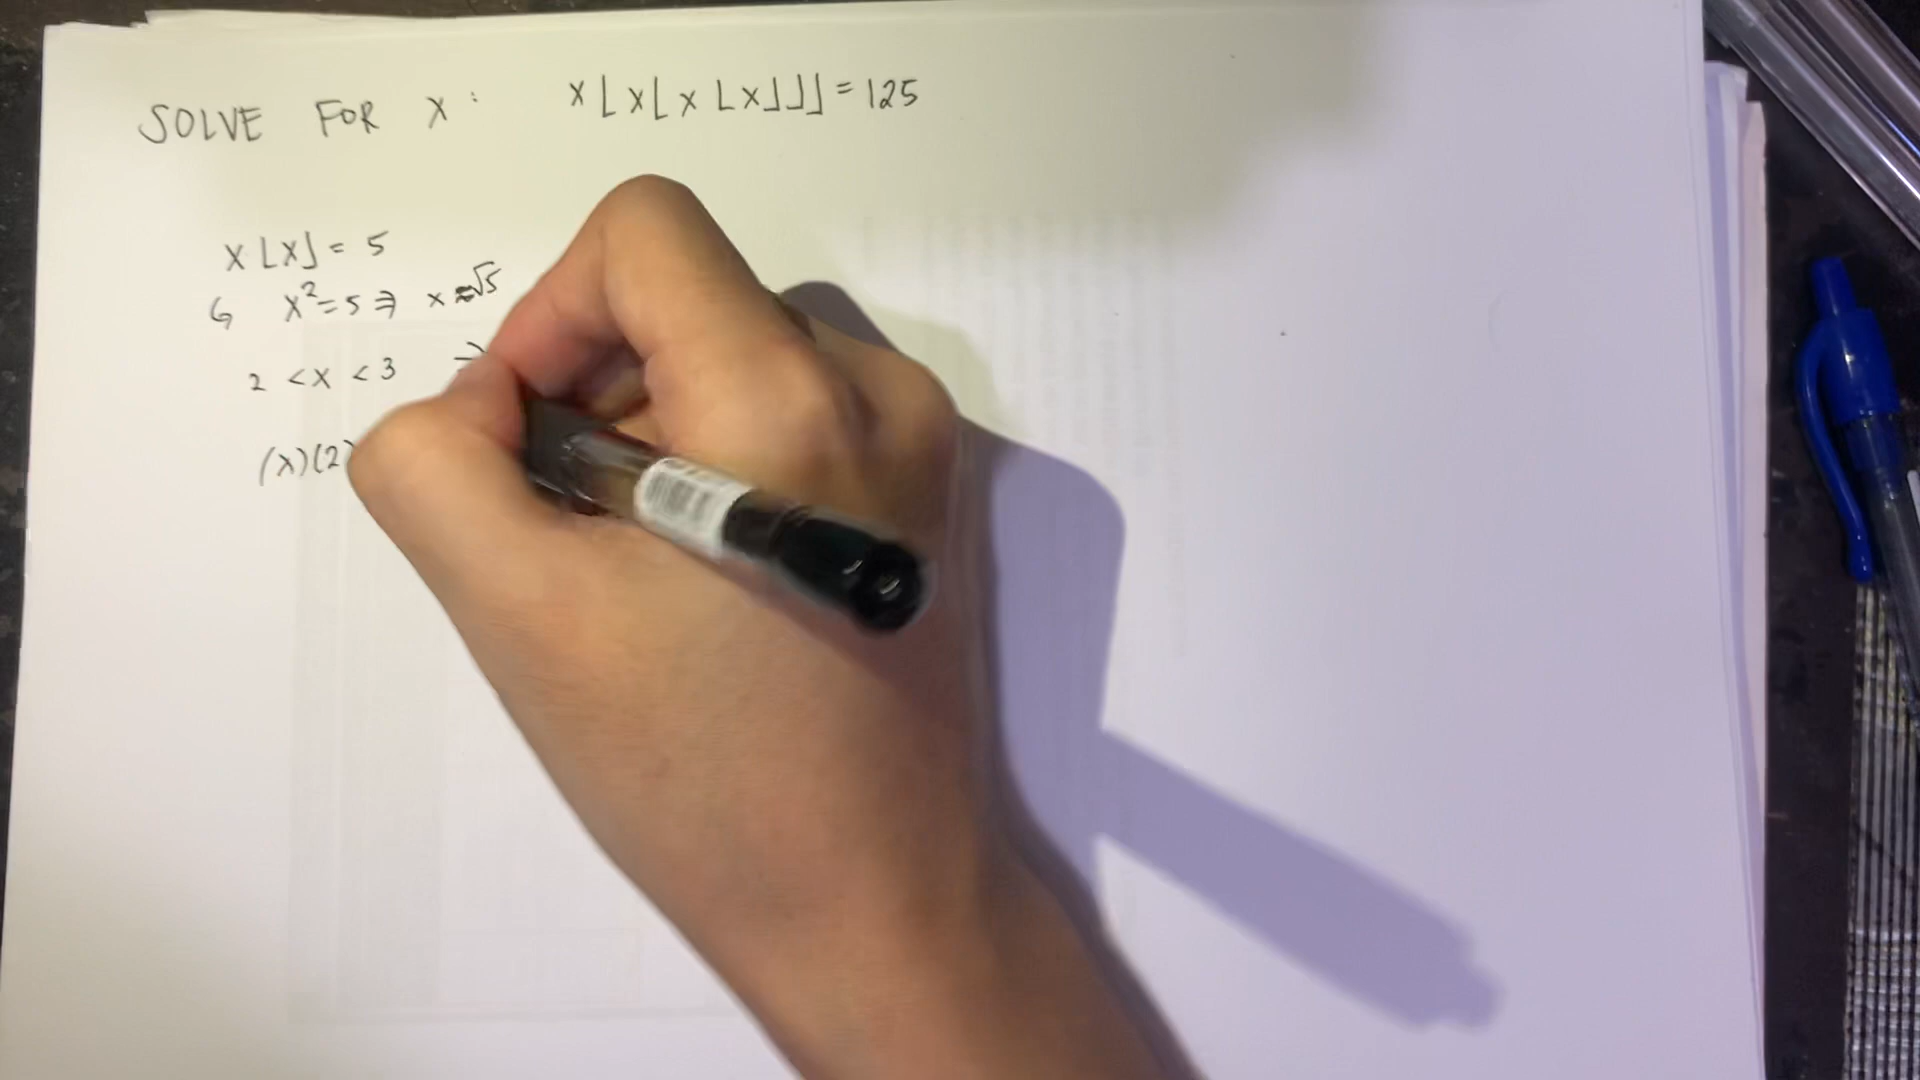 SOLVE FOR X : x⌊x⌊x⌊x⌋⌋⌋ = 125
x⌊x⌋ = 5
↳ x² = 5 ⇒ x ≈ √5
2 < x < 3 ⇒
(x)(2)